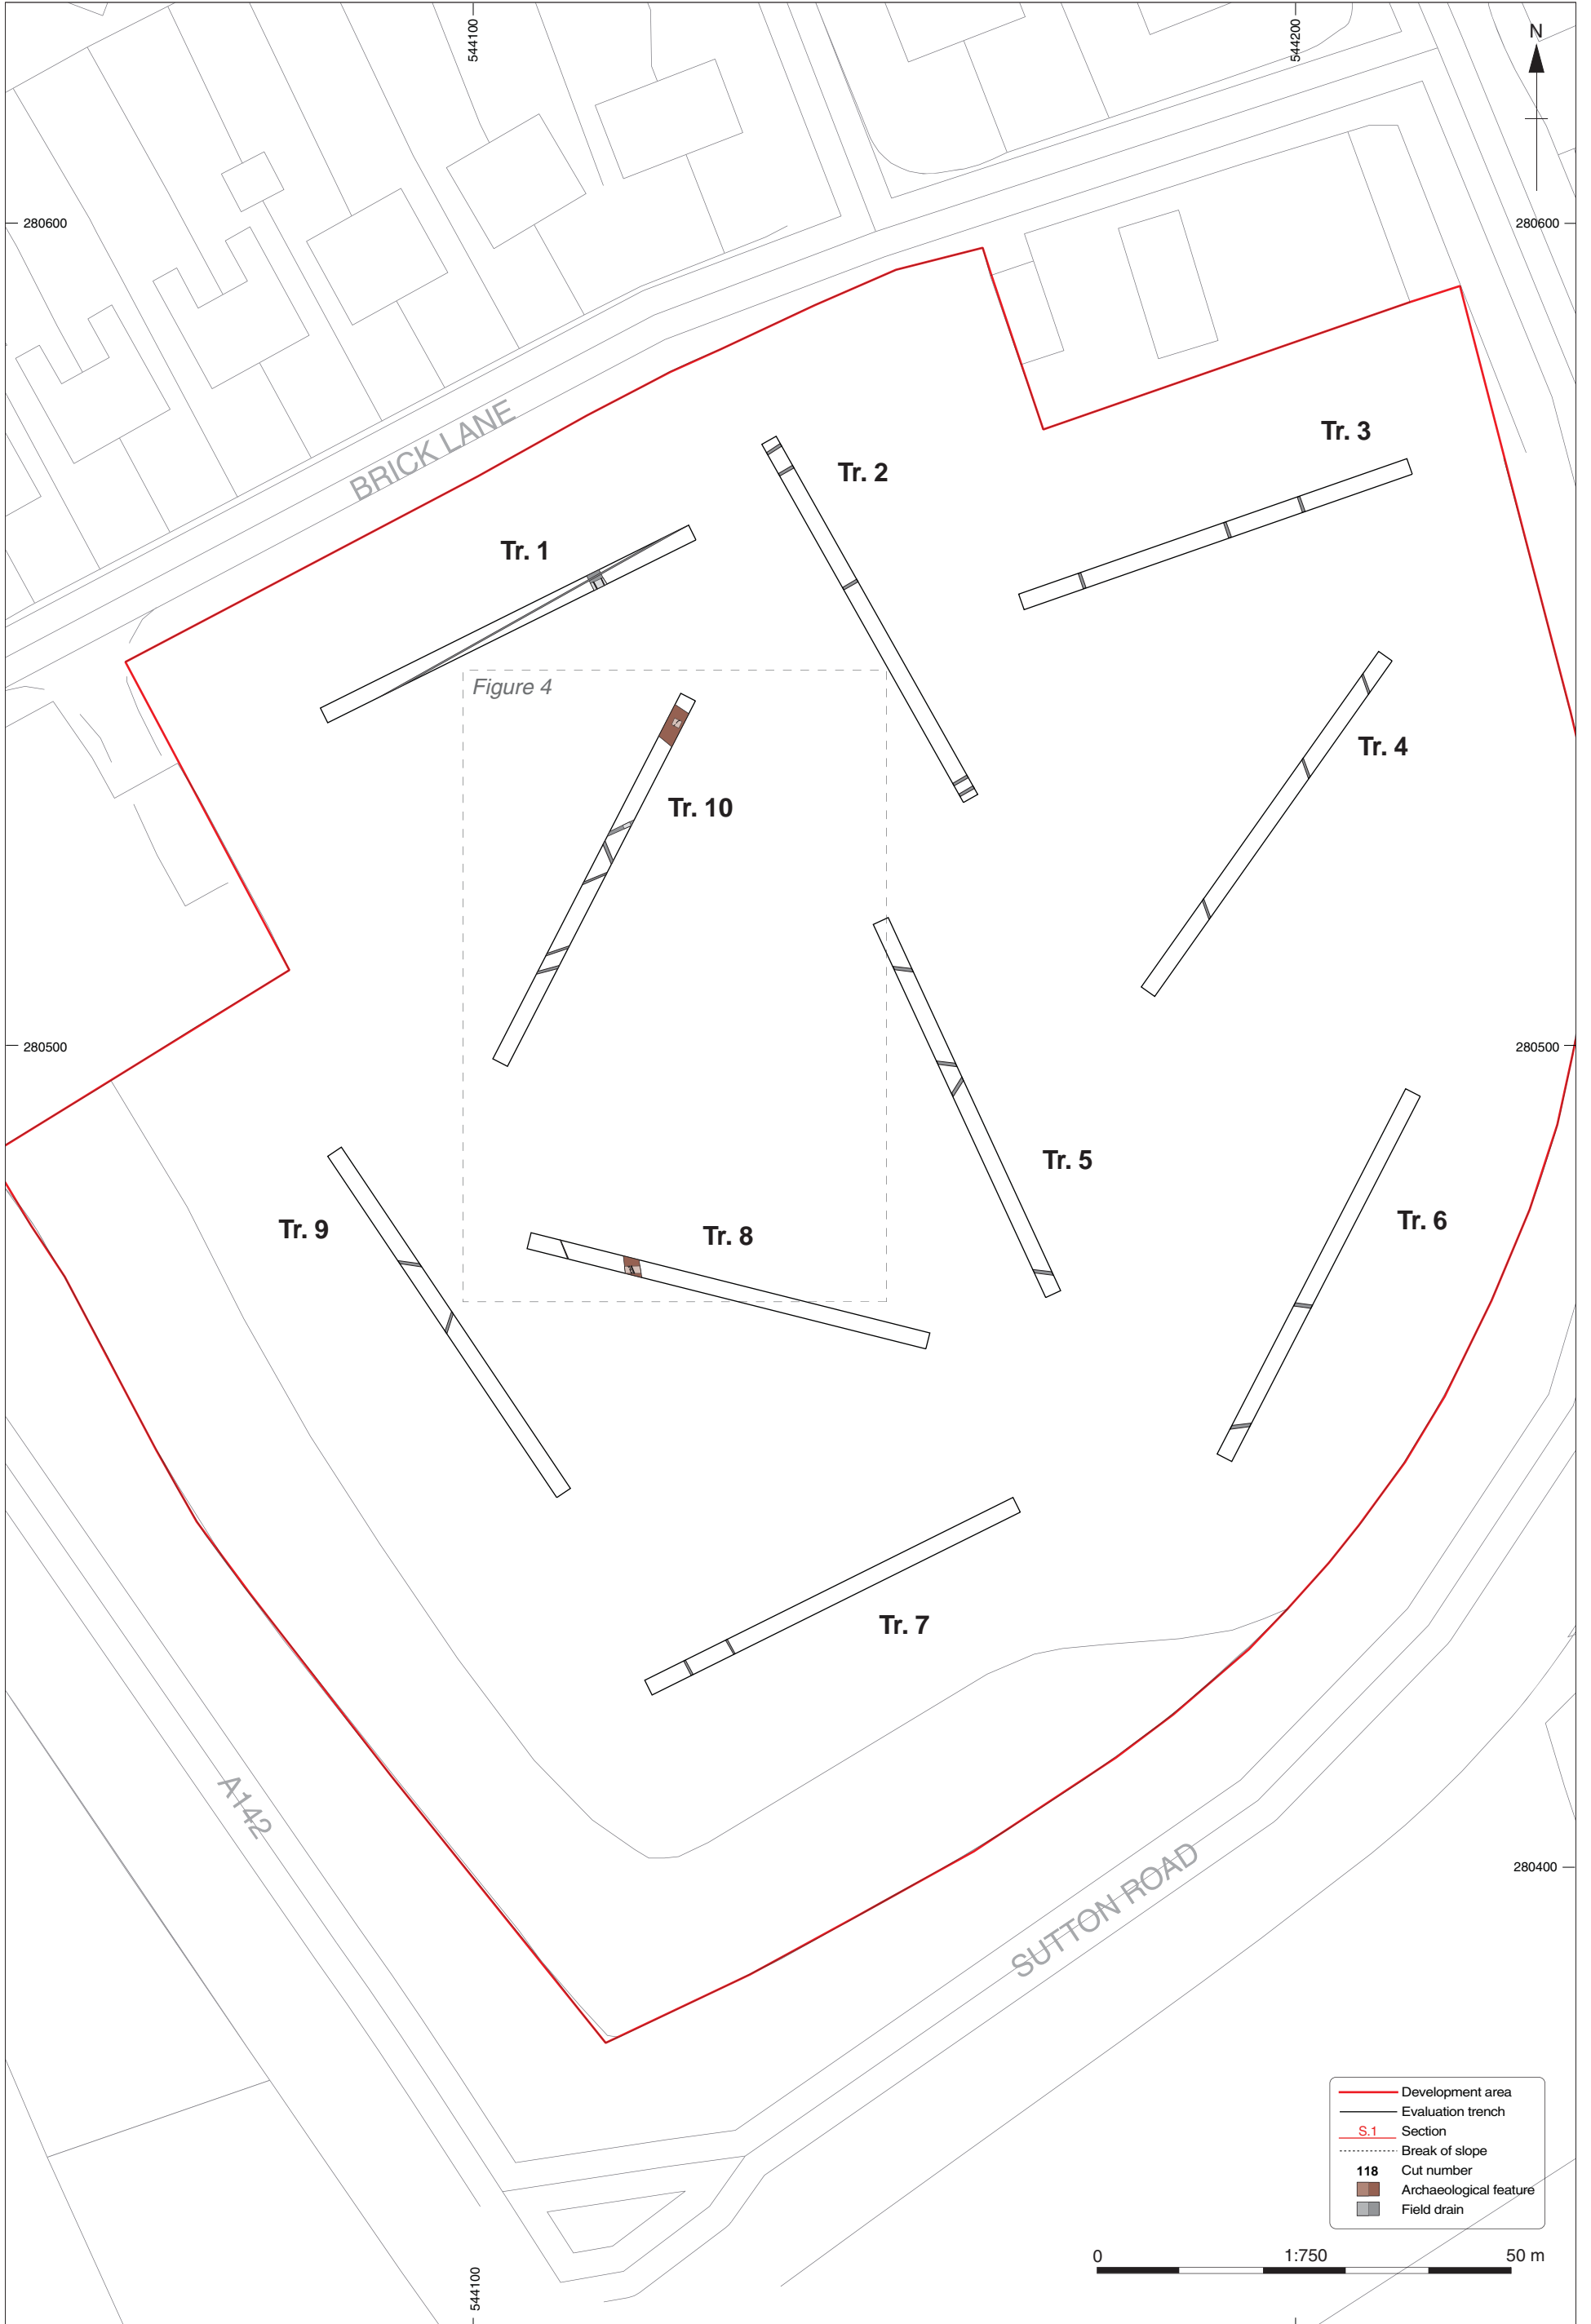 544100
544200
N
280600
280600
BRICK LANE
Tr. 3
Tr. 2
Tr. 1
Figure 4
Tr. 4
Tr. 10
280500
280500
Tr. 5
Tr. 6
Tr. 9
Tr. 8
Tr. 7
A142
280400
SUTTON ROAD
Development area
Evaluation trench
S.1 Section
Break of slope
118 Cut number
Archaeological feature
Field drain
0 1:750 50 m
544100